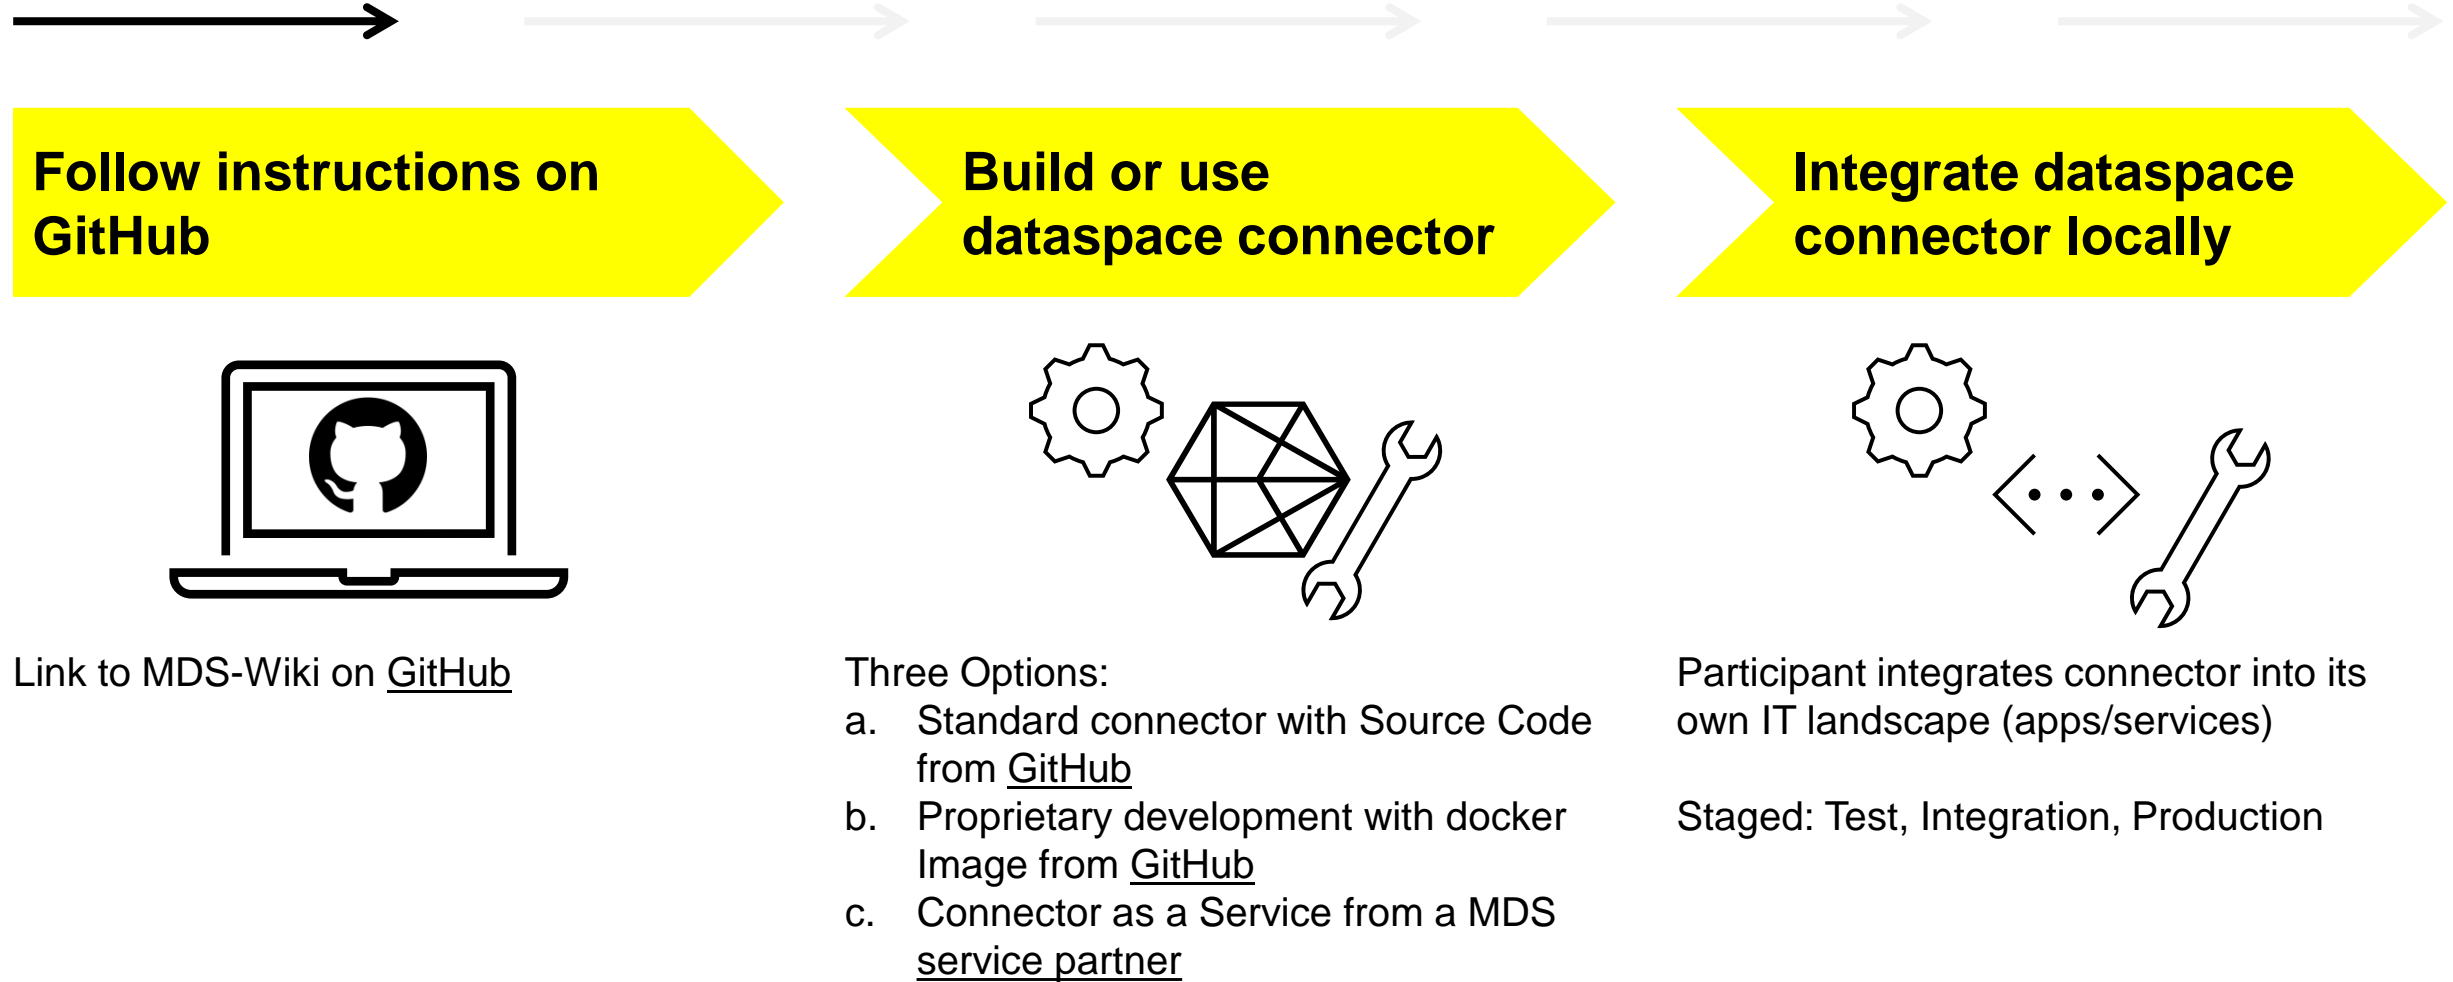 Follow instructions on
GitHub
Build or use
dataspace connector
Integrate dataspace
connector locally
Link to MDS-Wiki on GitHub
Three Options:
a. Standard connector with Source Code
from GitHub
b. Proprietary development with docker
Image from GitHub
c. Connector as a Service from a MDS
service partner
Participant integrates connector into its
own IT landscape (apps/services)
Staged: Test, Integration, Production